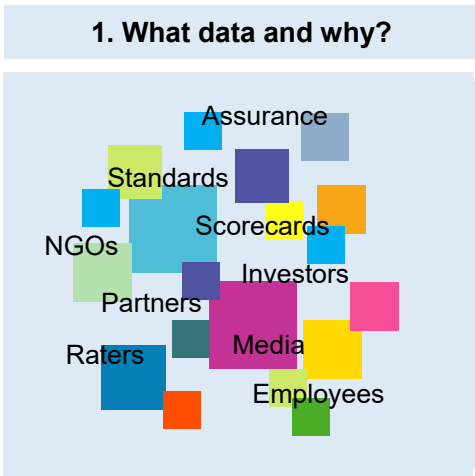 1. What data and why?
Assurance
Standards
Scorecards
NGOs
Investors
Partners
Media
Raters
Employees